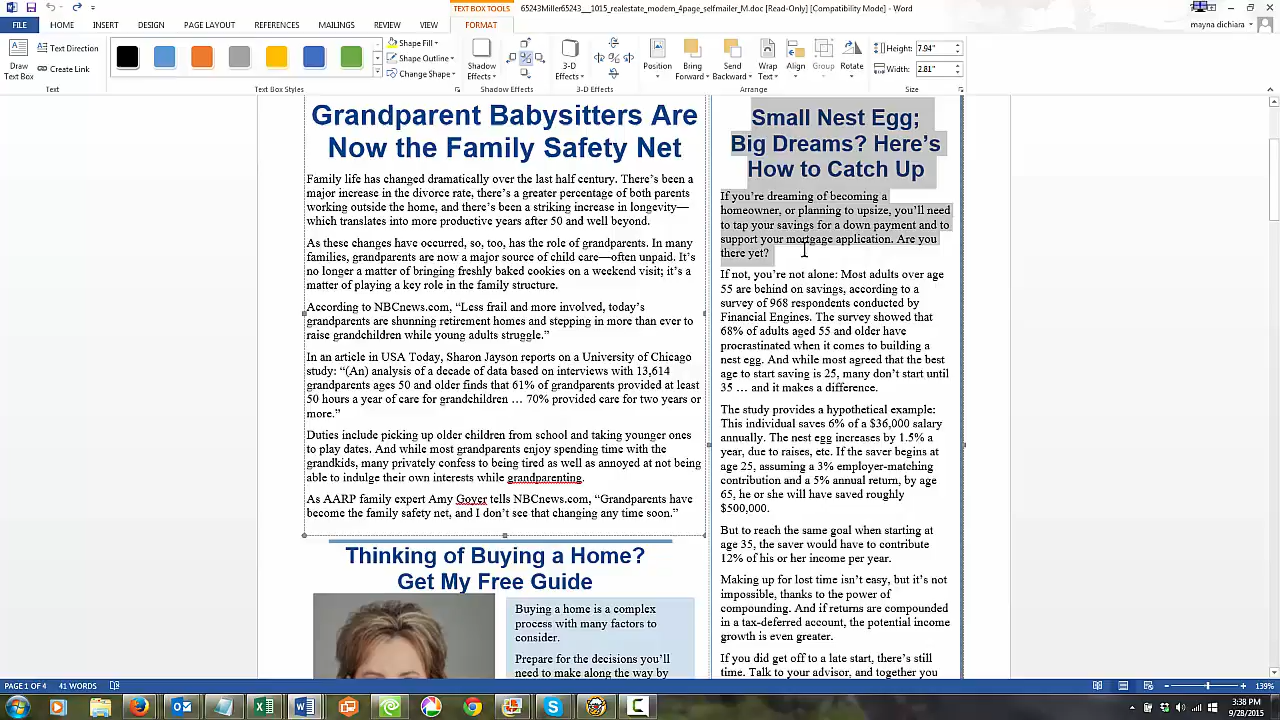 TEXT BOX TOOLS
65243Miller65243__1015_realestate_modern_4page_selfmailer_M.doc [Read-Only] [Compatibility Mode] - Word
FILE HOME INSERT DESIGN PAGE LAYOUT REFERENCES MAILINGS REVIEW VIEW FORMAT
mayna dichiara
Draw Text Box
Text Direction
Create Link
Text
Text Box Styles
Shape Fill
Shape Outline
Change Shape
Shadow Effects
Shadow Effects
3-D Effects
3-D Effects
Position
Bring Forward
Send Backward
Wrap Text
Align
Group
Rotate
Arrange
Height: 7.94"
Width: 2.81"
Size
Grandparent Babysitters Are
Now the Family Safety Net
Family life has changed dramatically over the last half century. There’s been a
major increase in the divorce rate, there’s a greater percentage of both parents
working outside the home, and there’s been a striking increase in longevity—
which translates into more productive years after 50 and well beyond.
As these changes have occurred, so, too, has the role of grandparents. In many
families, grandparents are now a major source of child care—often unpaid. It’s
no longer a matter of bringing freshly baked cookies on a weekend visit; it’s a
matter of playing a key role in the family structure.
According to NBCnews.com, “Less frail and more involved, today’s
grandparents are shunning retirement homes and stepping in more than ever to
raise grandchildren while young adults struggle.”
In an article in USA Today, Sharon Jayson reports on a University of Chicago
study: “(An) analysis of a decade of data based on interviews with 13,614
grandparents ages 50 and older finds that 61% of grandparents provided at least
50 hours a year of care for grandchildren … 70% provided care for two years or
more.”
Duties include picking up older children from school and taking younger ones
to play dates. And while most grandparents enjoy spending time with the
grandkids, many privately confess to being tired as well as annoyed at not being
able to indulge their own interests while grandparenting.
As AARP family expert Amy Goyer tells NBCnews.com, “Grandparents have
become the family safety net, and I don’t see that changing any time soon.”
Thinking of Buying a Home?
Get My Free Guide
Buying a home is a complex
process with many factors to
consider.
Prepare for the decisions you’ll
need to make along the way by
Small Nest Egg;
Big Dreams? Here’s
How to Catch Up
If you’re dreaming of becoming a
homeowner, or planning to upsize, you’ll need
to tap your savings for a down payment and to
support your mortgage application. Are you
there yet?
If not, you’re not alone: Most adults over age
55 are behind on savings, according to a
survey of 968 respondents conducted by
Financial Engines. The survey showed that
68% of adults aged 55 and older have
procrastinated when it comes to building a
nest egg. And while most agreed that the best
age to start saving is 25, many don’t start until
35 … and it makes a difference.
The study provides a hypothetical example:
This individual saves 6% of a $36,000 salary
annually. The nest egg increases by 1.5% a
year, due to raises, etc. If the saver begins at
age 25, assuming a 3% employer-matching
contribution and a 5% annual return, by age
65, he or she will have saved roughly
$500,000.
But to reach the same goal when starting at
age 35, the saver would have to contribute
12% of his or her income per year.
Making up for lost time isn’t easy, but it’s not
impossible, thanks to the power of
compounding. And if returns are compounded
in a tax-deferred account, the potential income
growth is even greater.
If you did get off to a late start, there’s still
time. Talk to your advisor, and together you
PAGE 1 OF 4 41 WORDS
139%
3:38 PM
9/28/2015